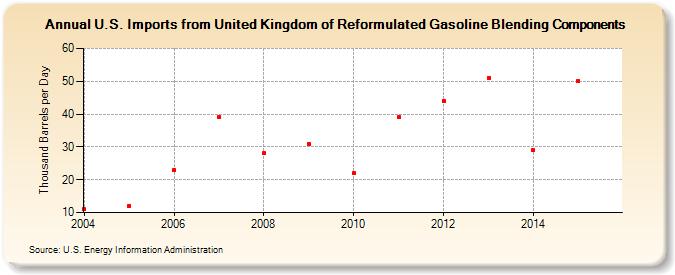 Annual U.S. Imports from United Kingdom of Reformulated Gasoline Blending Components
Thousand Barrels per Day
60
50
40
30
20
10
2004 2006 2008 2010 2012 2014
Source: U.S. Energy Information Administration